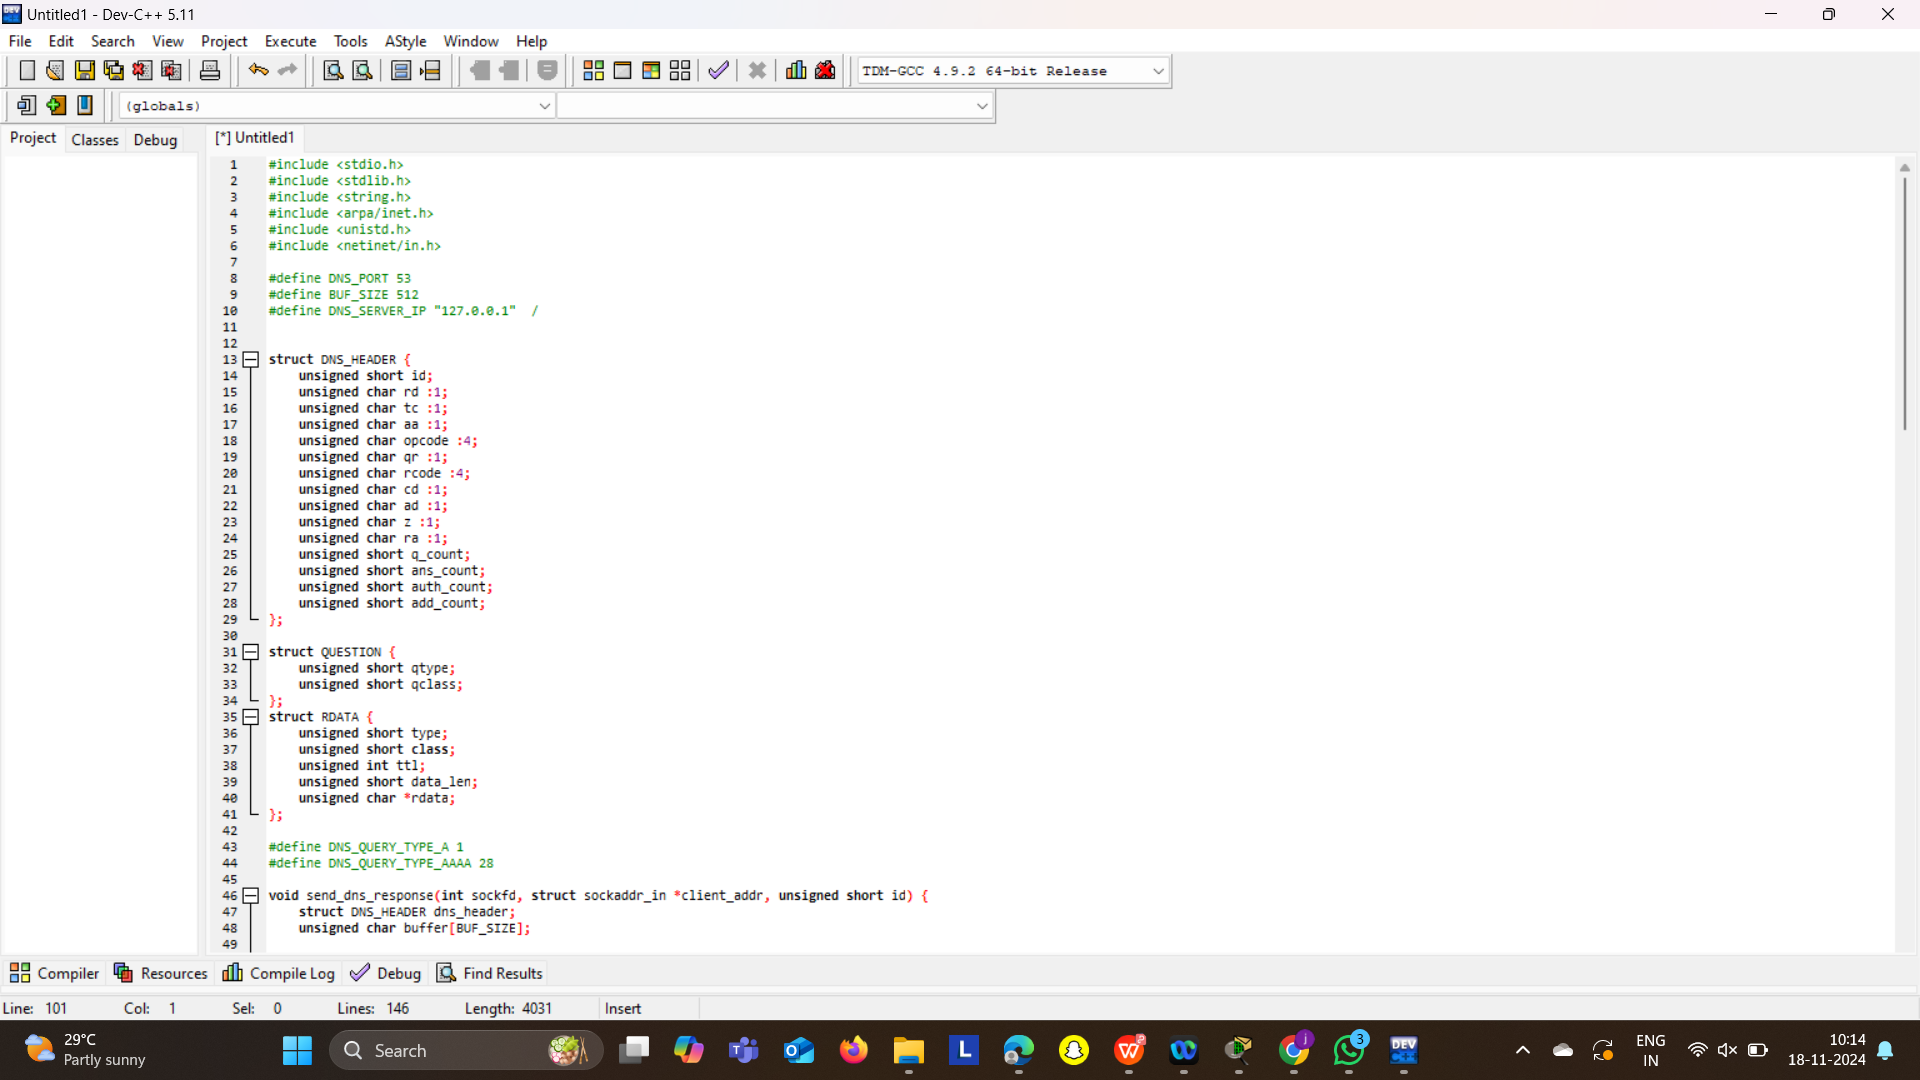 Untitled1 - Dev-C++ 5.11
File Edit Search View Project Execute Tools AStyle Window Help
TDM-GCC 4.9.2 64-bit Release
(globals)
Project Classes Debug [*] Untitled1
1 #include <stdio.h>
2 #include <stdlib.h>
3 #include <string.h>
4 #include <arpa/inet.h>
5 #include <unistd.h>
6 #include <netinet/in.h>
7
8 #define DNS_PORT 53
9 #define BUF_SIZE 512
10 #define DNS_SERVER_IP "127.0.0.1"  /
11
12
13 struct DNS_HEADER {
14     unsigned short id;
15     unsigned char rd :1;
16     unsigned char tc :1;
17     unsigned char aa :1;
18     unsigned char opcode :4;
19     unsigned char qr :1;
20     unsigned char rcode :4;
21     unsigned char cd :1;
22     unsigned char ad :1;
23     unsigned char z :1;
24     unsigned char ra :1;
25     unsigned short q_count;
26     unsigned short ans_count;
27     unsigned short auth_count;
28     unsigned short add_count;
29 };
30
31 struct QUESTION {
32     unsigned short qtype;
33     unsigned short qclass;
34 };
35 struct RDATA {
36     unsigned short type;
37     unsigned short class;
38     unsigned int ttl;
39     unsigned short data_len;
40     unsigned char *rdata;
41 };
42
43 #define DNS_QUERY_TYPE_A 1
44 #define DNS_QUERY_TYPE_AAAA 28
45
46 void send_dns_response(int sockfd, struct sockaddr_in *client_addr, unsigned short id) {
47     struct DNS_HEADER dns_header;
48     unsigned char buffer[BUF_SIZE];
49
Compiler Resources Compile Log Debug Find Results
Line: 101 Col: 1 Sel: 0 Lines: 146 Length: 4031 Insert
29°C
Partly sunny
Search
L
j
3
DEV
ENG
IN
10:14
18-11-2024